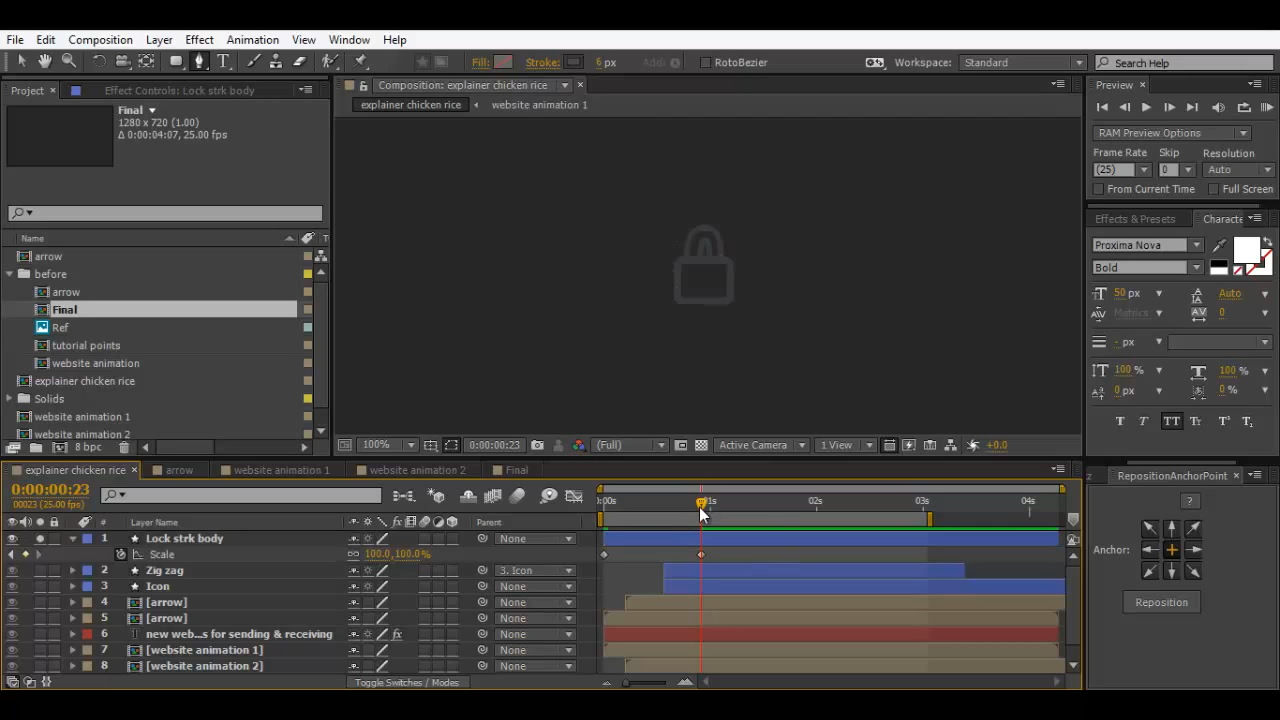 File Edit Composition Layer Effect Animation View Window Help
Fill: Stroke: 6 px Add: RotoBezier Workspace: Standard Search Help
Project Effect Controls: Lock strk body
Composition: explainer chicken rice
explainer chicken rice website animation 1
Final
1280 x 720 (1.00)
Δ 0:00:04:07, 25.00 fps
Name T
arrow
before
arrow
Final
Ref
tutorial points
website animation
explainer chicken rice
Solids
website animation 1
website animation 2
8 bpc
100% 0:00:00:23 (Full) Active Camera 1 View +0.0
Preview
RAM Preview Options
Frame Rate Skip Resolution
(25) 0 Auto
From Current Time Full Screen
Effects & Presets Characte
Proxima Nova
Bold
50 px Auto
Metrics 0
- px
100 % 100 %
0 px 0 %
T T TT Tt T¹ T₁
explainer chicken rice arrow website animation 1 website animation 2 Final
0:00:00:23
00023 (25.00 fps)
# Layer Name Parent
0:00s 01s 02s 03s 04s
1 Lock strk body None
Scale 100.0,100.0%
2 Zig zag 3. Icon
3 Icon None
4 [arrow] None
5 [arrow] None
6 T new web...s for sending & receiving fx None
7 [website animation 1] None
8 [website animation 2] None
Toggle Switches / Modes
RepositionAnchorPoint
?
Anchor:
Reposition